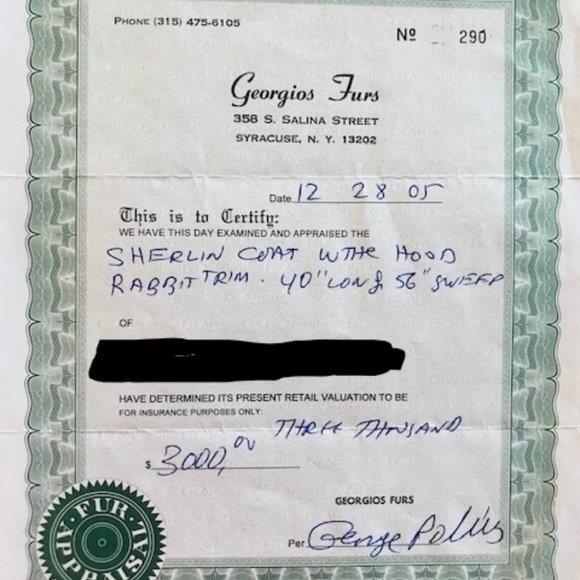 PHONE (315) 475-6105
Nº 290
Georgios Furs
358 S. SALINA STREET
SYRACUSE, N. Y. 13202
Date 12 28 05
This is to Certify:
WE HAVE THIS DAY EXAMINED AND APPRAISED THE
SHERLIN COAT WTHE HOOD
RABBIT TRIM. 40" LONG 56" SWEEP
OF
HAVE DETERMINED ITS PRESENT RETAIL VALUATION TO BE
FOR INSURANCE PURPOSES ONLY:
THREE THOUSAND
$ 3000,00
GEORGIOS FURS
Per George
FUR APPRAISAL